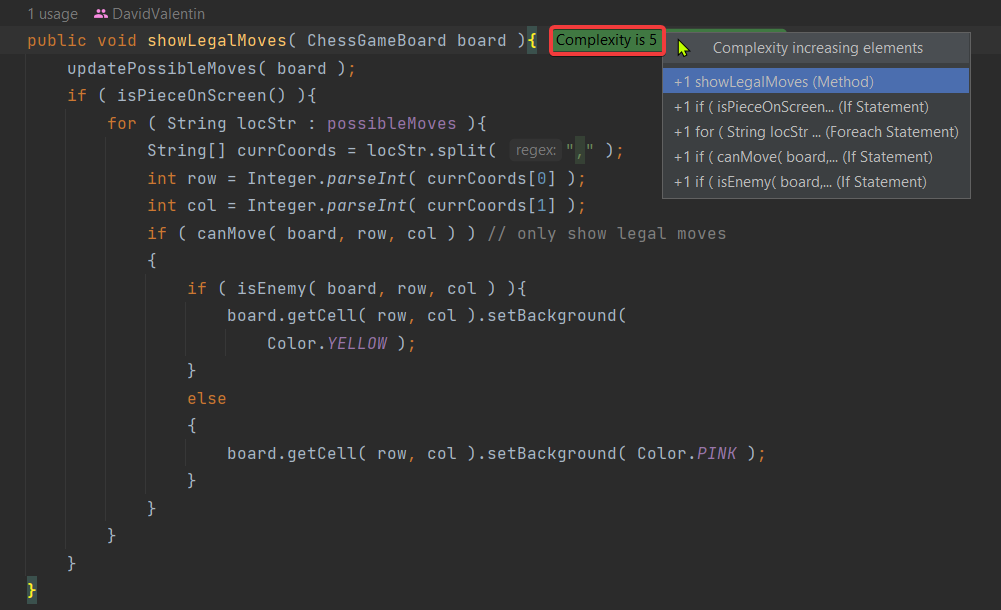 1 usage DavidValentin
public void showLegalMoves( ChessGameBoard board ){ Complexity is 5
Complexity increasing elements
+1 showLegalMoves (Method)
+1 if ( isPieceOnScreen... (If Statement)
+1 for ( String locStr ... (Foreach Statement)
+1 if ( canMove( board,... (If Statement)
+1 if ( isEnemy( board,... (If Statement)
updatePossibleMoves( board );
if ( isPieceOnScreen() ){
for ( String locStr : possibleMoves ){
String[] currCoords = locStr.split( regex: "," );
int row = Integer.parseInt( currCoords[0] );
int col = Integer.parseInt( currCoords[1] );
if ( canMove( board, row, col ) ) // only show legal moves
{
if ( isEnemy( board, row, col ) ){
board.getCell( row, col ).setBackground(
Color.YELLOW );
}
else
{
board.getCell( row, col ).setBackground( Color.PINK );
}
}
}
}
}